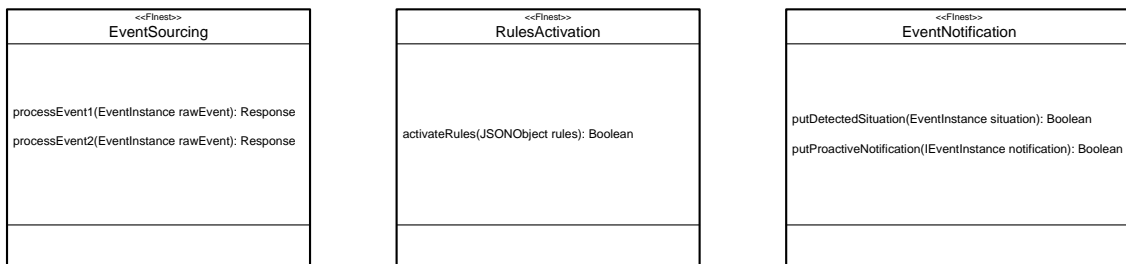 <<FInest>>
EventSourcing
processEvent1(EventInstance rawEvent): Response
processEvent2(EventInstance rawEvent): Response
<<FInest>>
RulesActivation
activateRules(JSONObject rules): Boolean
<<FInest>>
EventNotification
putDetectedSituation(EventInstance situation): Boolean
putProactiveNotification(IEventInstance notification): Boolean